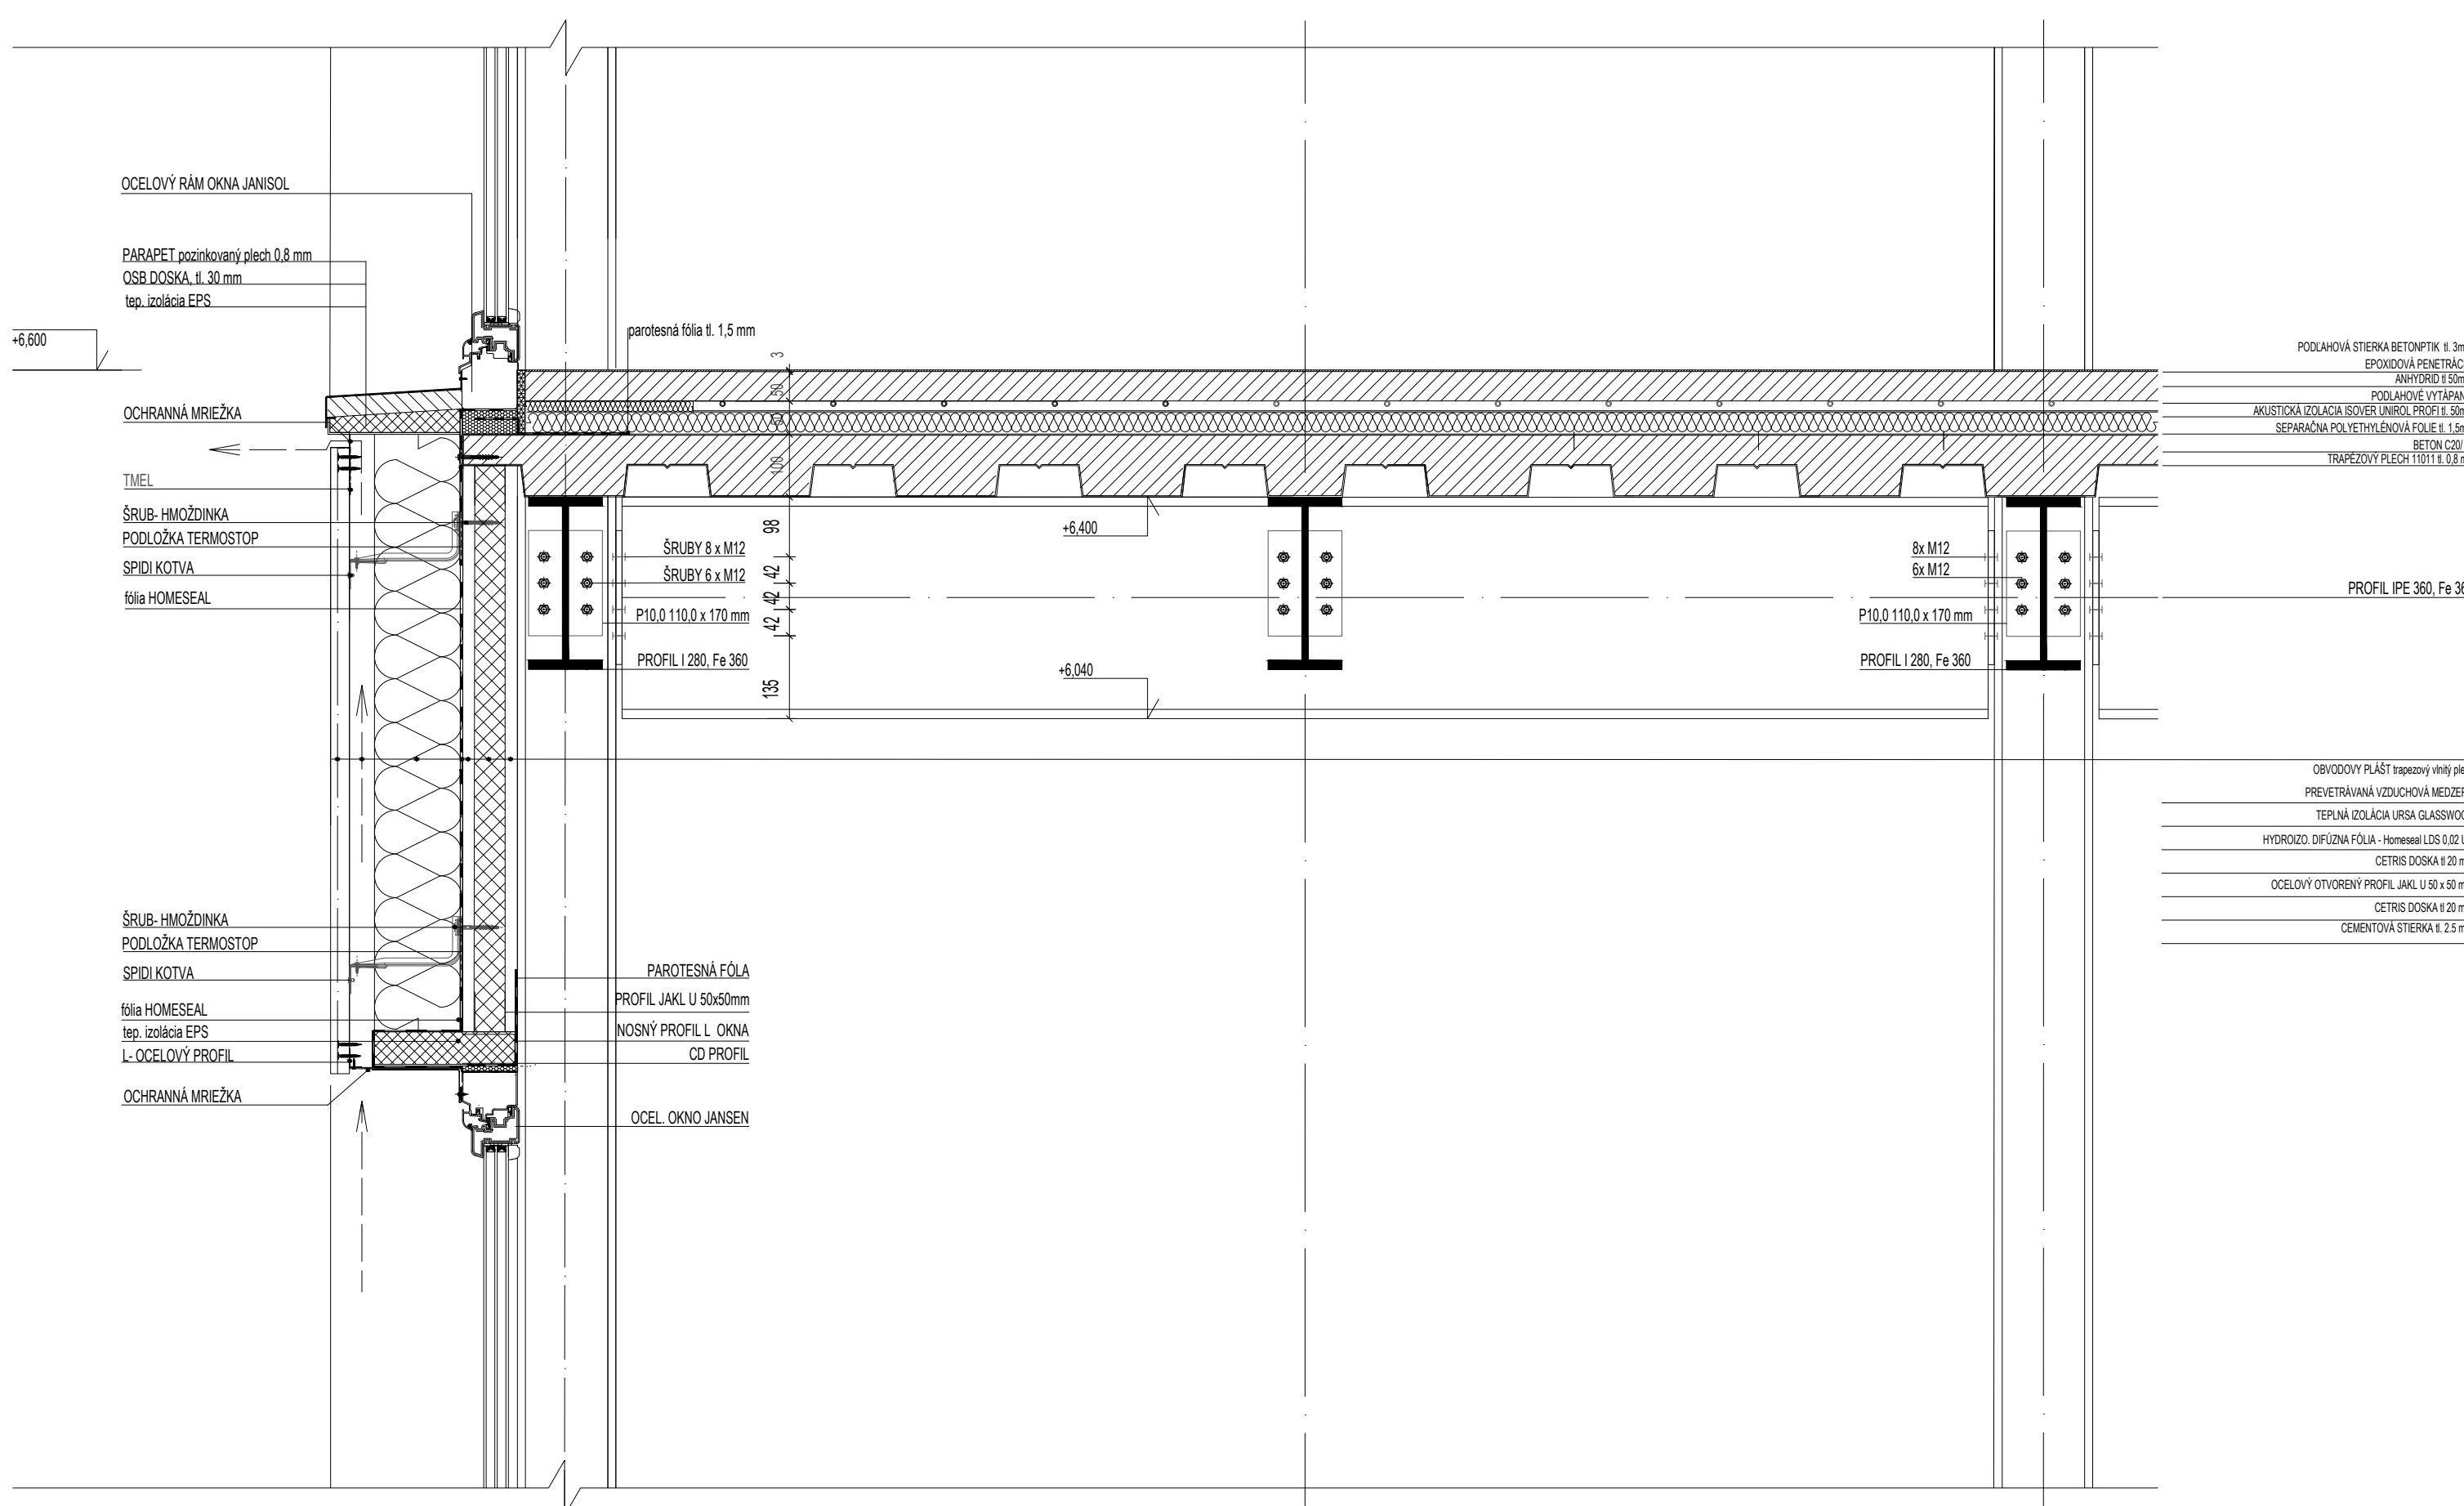 OCELOVÝ RÁM OKNA JANISOL
PARAPET pozinkovaný plech 0,8 mm
OSB DOSKA, tl. 30 mm
tep. izolácia EPS
+6,600
OCHRANNÁ MRIEŽKA
TMEL
ŠRUB- HMOŽDINKA
PODLOŽKA TERMOSTOP
SPIDI KOTVA
fólia HOMESEAL
ŠRUB- HMOŽDINKA
PODLOŽKA TERMOSTOP
SPIDI KOTVA
fólia HOMESEAL
tep. izolácia EPS
L- OCELOVÝ PROFIL
OCHRANNÁ MRIEŽKA
parotesná fólia tl. 1,5 mm
3
50
50
100
98
42
42
42
135
ŠRUBY 8 x M12
ŠRUBY 6 x M12
P10,0 110,0 x 170 mm
PROFIL I 280, Fe 360
+6,400
+6,040
PAROTESNÁ FÓLA
PROFIL JAKL U 50x50mm
NOSNÝ PROFIL L OKNA
CD PROFIL
OCEL. OKNO JANSEN
8x M12
6x M12
P10,0 110,0 x 170 mm
PROFIL I 280, Fe 360
PODĽAHOVÁ STIERKA BETONPTIK tl. 3m
EPOXIDOVÁ PENETRÁC
ANHYDRID tl 50m
PODLAHOVÉ VYTÁPAN
AKUSTICKÁ IZOLACIA ISOVER UNIROL PROFI tl. 50m
SEPARAČNA POLYETHYLÉNOVÁ FOLIE tl. 1,5m
BETON C20/
TRAPÉZOVÝ PLECH 11011 tl. 0,8 m
PROFIL IPE 360, Fe 36
OBVODOVY PLÁŠT trapezový vlnitý ple
PREVETRÁVANÁ VZDUCHOVÁ MEDZER
TEPLNÁ IZOLÁCIA URSA GLASSWOO
HYDROIZO. DIFÚZNA FÓLIA - Homeseal LDS 0,02 U
CETRIS DOSKA tl 20 m
OCELOVÝ OTVORENÝ PROFIL JAKL U 50 x 50 m
CETRIS DOSKA tl 20 m
CEMENTOVÁ STIERKA tl. 2.5 m